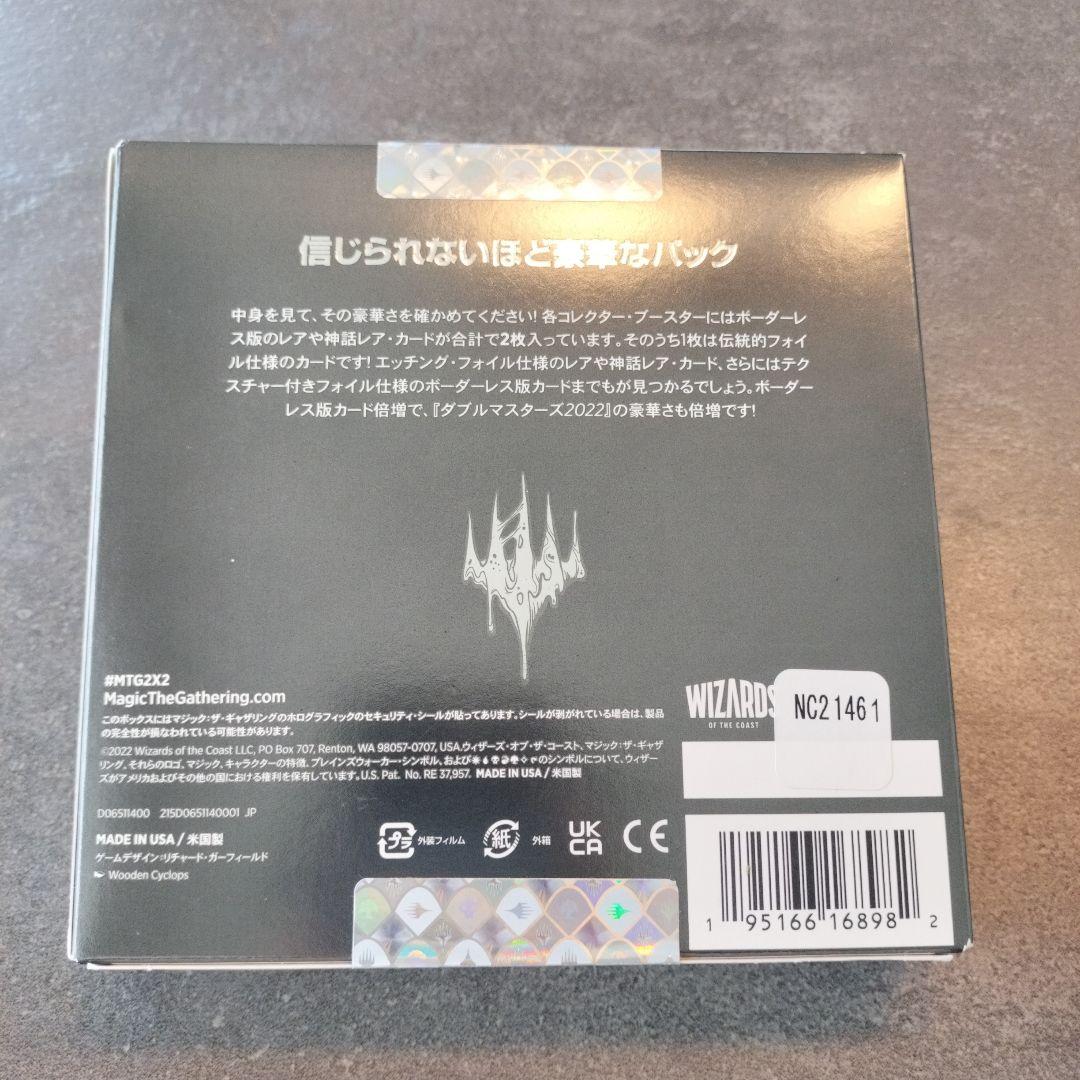 信じられないほど豪華なパック
中身を見て、その豪華さを確かめてください! 各コレクター・ブースターにはボーダーレ
ス版のレアや神話レア・カードが合計で2枚入っています。そのうち1枚は伝統的フォイ
ル仕様のカードです! エッチング・フォイル仕様のレアや神話レア・カード、さらにはテク
スチャー付きフォイル仕様のボーダーレス版カードまでもが見つかるでしょう。ボーダー
レス版カード倍増で、『ダブルマスターズ2022』の豪華さも倍増です!
#MTG2X2
MagicTheGathering.com
このボックスにはマジック:ザ・ギャザリングのホログラフィックのセキュリティ・シールが貼ってあります。シールが剥がれている場合は、製品
の完全性が損なわれている可能性があります。
©2022 Wizards of the Coast LLC, PO Box 707, Renton, WA 98057-0707, USA.ウィザーズ・オブ・ザ・コースト、マジック:ザ・ギャザ
リング、それらのロゴ、マジック、キャラクターの特徴、プレインズウォーカー・シンボル、および のシンボルについて、ウィザー
ズがアメリカおよびその他の国における権利を保有しています。U.S. Pat. No. RE 37,957. MADE IN USA / 米国製
D06511400 215D0651140001 JP
MADE IN USA / 米国製
ゲームデザイン:リチャード・ガーフィールド
Wooden Cyclops
プラ 外装フィルム 紙 外箱 UK CA CE
WIZARDS
OF THE COAST
NC21461
1 95166 16898 2